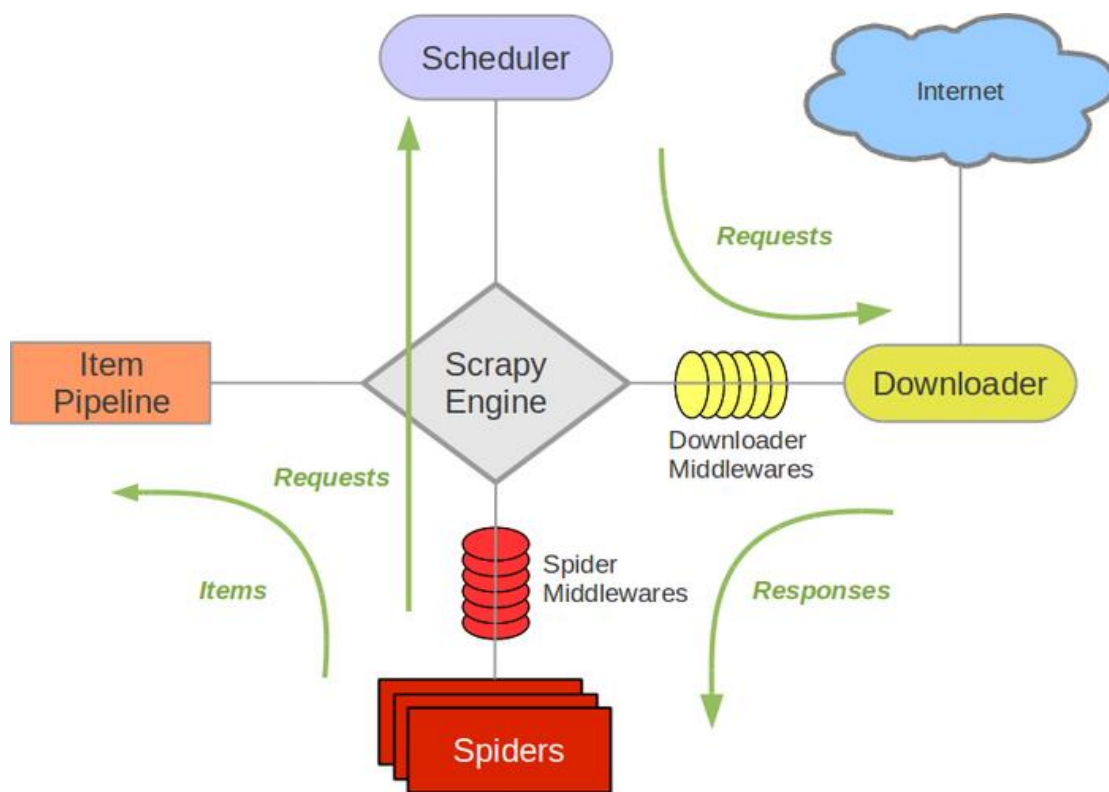 Scheduler
Internet
Requests
Item
Pipeline
Scrapy
Engine
Downloader
Downloader
Middlewares
Requests
Items
Spider
Middlewares
Responses
Spiders